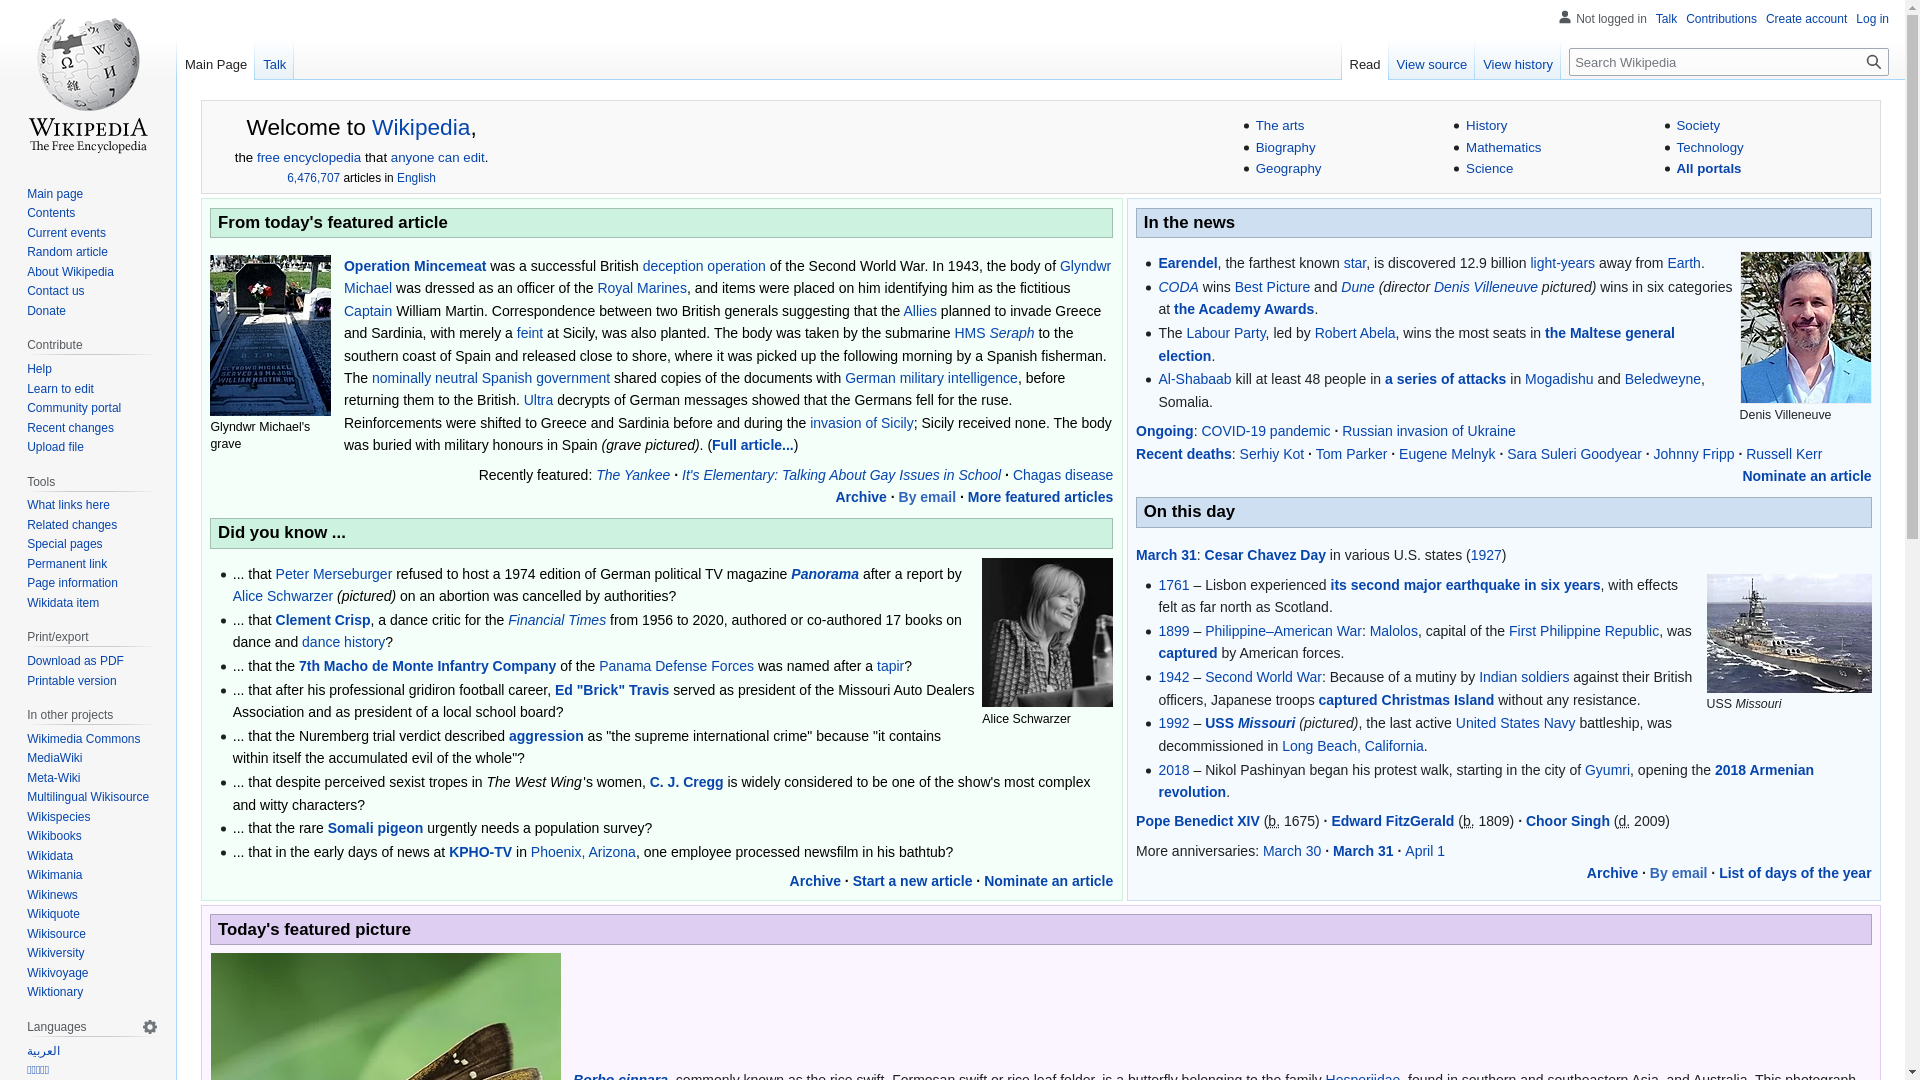 Not logged in Talk Contributions Create account Log in
Main Page Talk
Read View source View history Search Wikipedia
WIKIPEDIA
The Free Encyclopedia
Main page
Contents
Current events
Random article
About Wikipedia
Contact us
Donate
Contribute
Help
Learn to edit
Community portal
Recent changes
Upload file
Tools
What links here
Related changes
Special pages
Permanent link
Page information
Wikidata item
Print/export
Download as PDF
Printable version
In other projects
Wikimedia Commons
MediaWiki
Meta-Wiki
Multilingual Wikisource
Wikispecies
Wikibooks
Wikidata
Wikimania
Wikinews
Wikiquote
Wikisource
Wikiversity
Wikivoyage
Wiktionary
Languages
العربية
Welcome to Wikipedia,
the free encyclopedia that anyone can edit.
6,476,707 articles in English
The arts
Biography
Geography
History
Mathematics
Science
Society
Technology
All portals
From today's featured article
Glyndwr Michael's
grave
Operation Mincemeat was a successful British deception operation of the Second World War. In 1943, the body of Glyndwr
Michael was dressed as an officer of the Royal Marines, and items were placed on him identifying him as the fictitious
Captain William Martin. Correspondence between two British generals suggesting that the Allies planned to invade Greece
and Sardinia, with merely a feint at Sicily, was also planted. The body was taken by the submarine HMS Seraph to the
southern coast of Spain and released close to shore, where it was picked up the following morning by a Spanish fisherman.
The nominally neutral Spanish government shared copies of the documents with German military intelligence, before
returning them to the British. Ultra decrypts of German messages showed that the Germans fell for the ruse.
Reinforcements were shifted to Greece and Sardinia before and during the invasion of Sicily; Sicily received none. The body
was buried with military honours in Spain (grave pictured). (Full article...)
Recently featured: The Yankee · It's Elementary: Talking About Gay Issues in School · Chagas disease
Archive · By email · More featured articles
Did you know ...
... that Peter Merseburger refused to host a 1974 edition of German political TV magazine Panorama after a report by
Alice Schwarzer (pictured) on an abortion was cancelled by authorities?
... that Clement Crisp, a dance critic for the Financial Times from 1956 to 2020, authored or co-authored 17 books on
dance and dance history?
... that the 7th Macho de Monte Infantry Company of the Panama Defense Forces was named after a tapir?
... that after his professional gridiron football career, Ed "Brick" Travis served as president of the Missouri Auto Dealers
Association and as president of a local school board?
... that the Nuremberg trial verdict described aggression as "the supreme international crime" because "it contains
within itself the accumulated evil of the whole"?
... that despite perceived sexist tropes in The West Wing's women, C. J. Cregg is widely considered to be one of the show's most complex
and witty characters?
... that the rare Somali pigeon urgently needs a population survey?
... that in the early days of news at KPHO-TV in Phoenix, Arizona, one employee processed newsfilm in his bathtub?
Alice Schwarzer
Archive · Start a new article · Nominate an article
In the news
Earendel, the farthest known star, is discovered 12.9 billion light-years away from Earth.
CODA wins Best Picture and Dune (director Denis Villeneuve pictured) wins in six categories
at the Academy Awards.
The Labour Party, led by Robert Abela, wins the most seats in the Maltese general
election.
Al-Shabaab kill at least 48 people in a series of attacks in Mogadishu and Beledweyne,
Somalia.
Denis Villeneuve
Ongoing: COVID-19 pandemic · Russian invasion of Ukraine
Recent deaths: Serhiy Kot · Tom Parker · Eugene Melnyk · Sara Suleri Goodyear · Johnny Fripp · Russell Kerr
Nominate an article
On this day
March 31: Cesar Chavez Day in various U.S. states (1927)
1761 – Lisbon experienced its second major earthquake in six years, with effects
felt as far north as Scotland.
1899 – Philippine–American War: Malolos, capital of the First Philippine Republic, was
captured by American forces.
1942 – Second World War: Because of a mutiny by Indian soldiers against their British
officers, Japanese troops captured Christmas Island without any resistance.
1992 – USS Missouri (pictured), the last active United States Navy battleship, was
decommissioned in Long Beach, California.
2018 – Nikol Pashinyan began his protest walk, starting in the city of Gyumri, opening the 2018 Armenian
revolution.
USS Missouri
Pope Benedict XIV (b. 1675) · Edward FitzGerald (b. 1809) · Choor Singh (d. 2009)
More anniversaries: March 30 · March 31 · April 1
Archive · By email · List of days of the year
Today's featured picture
Borbo cinnara, commonly known as the rice swift, Formosan swift or rice leaf folder, is a butterfly belonging to the family Hesperiidae, found in southern and southeastern Asia, and Australia. This photograph